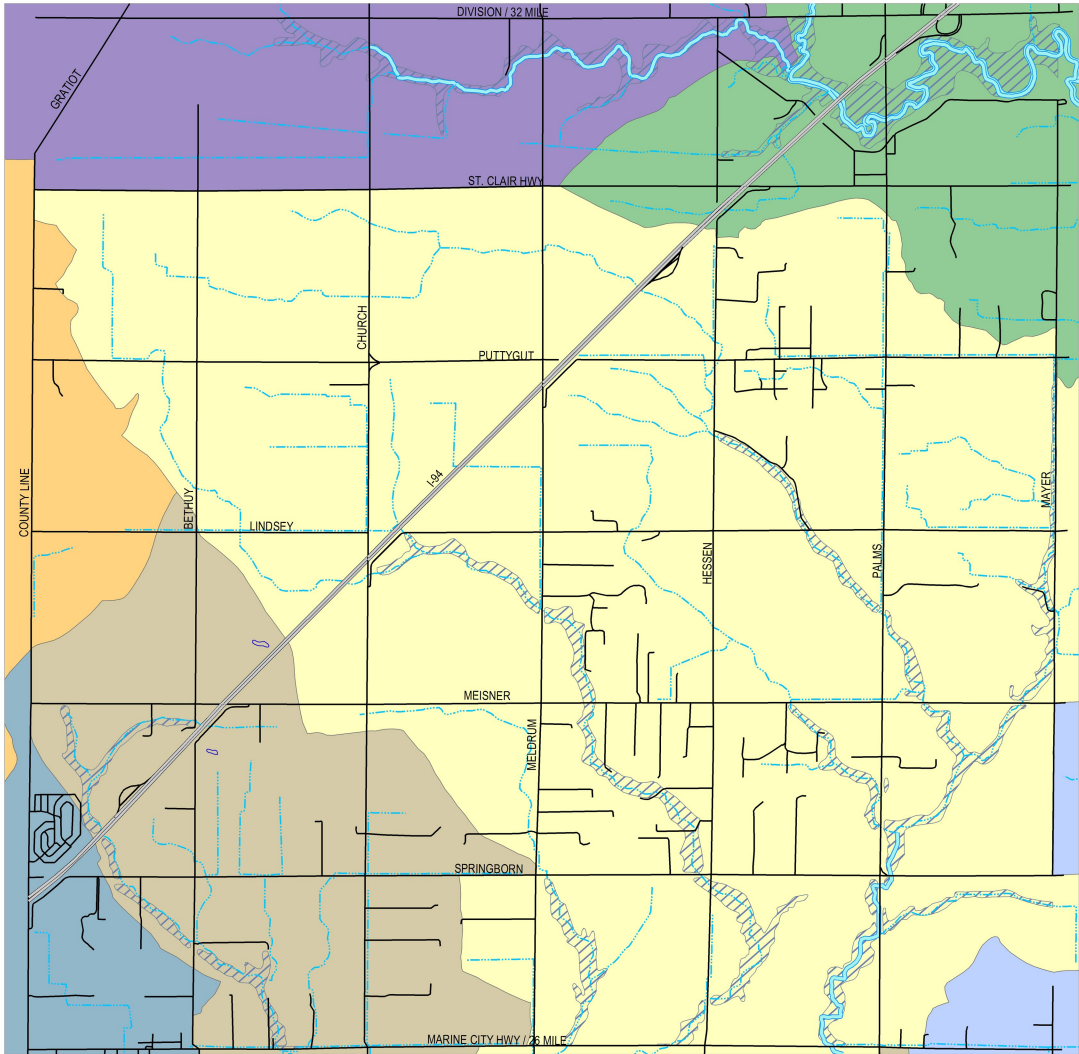 DIVISION / 32 MILE
GRATIOT
ST. CLAIR HWY
CHURCH
PUTTYGUT
I-94
COUNTY LINE
BETHUY
MAYER
LINDSEY
HESSEN
PALMS
MEISNER
MELDRUM
SPRINGBORN
MARINE CITY HWY / 26 MILE